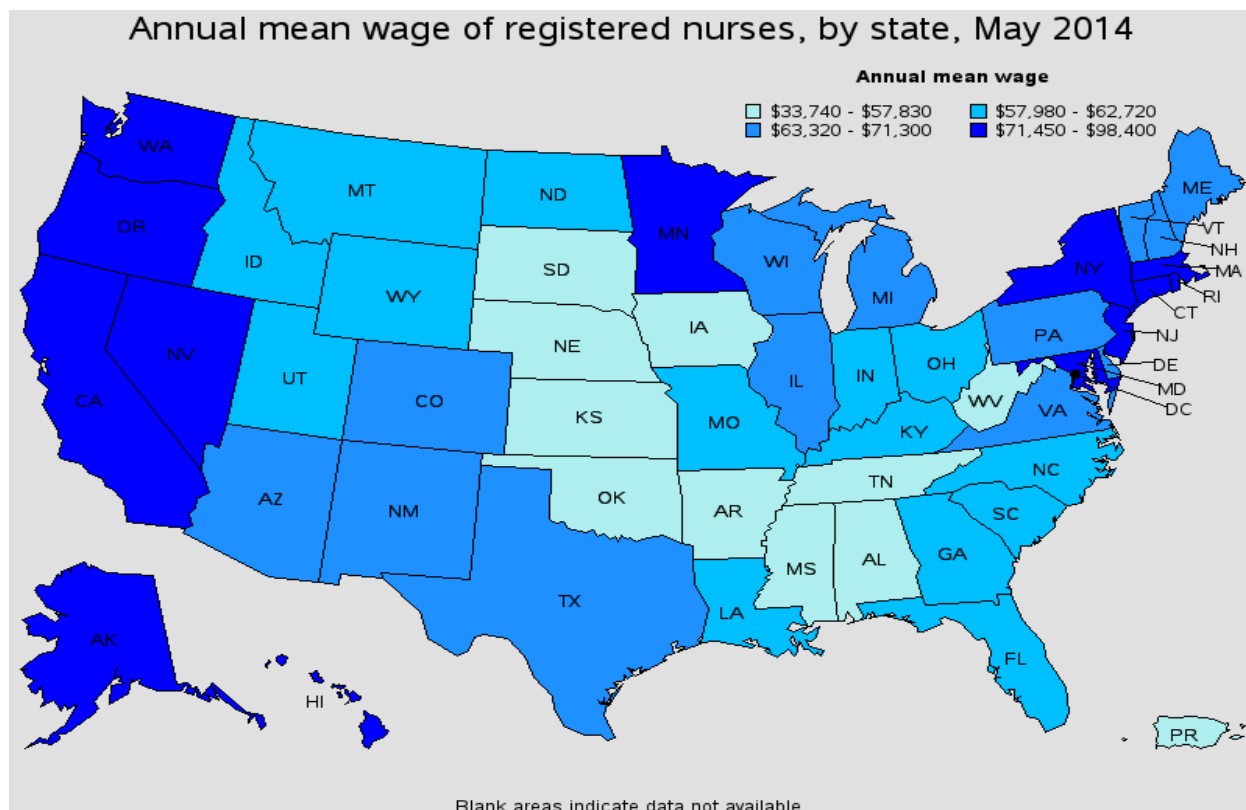 Annual mean wage of registered nurses, by state, May 2014
Annual mean wage
$33,740 - $57,830
$57,980 - $62,720
$63,320 - $71,300
$71,450 - $98,400
WA
MT
ND
MN
ME
OR
ID
SD
WI
VT
NH
WY
MI
NY
MA
RI
CT
NV
NE
IA
PA
NJ
CA
UT
CO
IL
IN
OH
DE
MD
DC
KS
MO
WV
VA
KY
AZ
NM
OK
AR
TN
NC
SC
MS
AL
GA
TX
LA
FL
AK
HI
PR
Blank areas indicate data not available